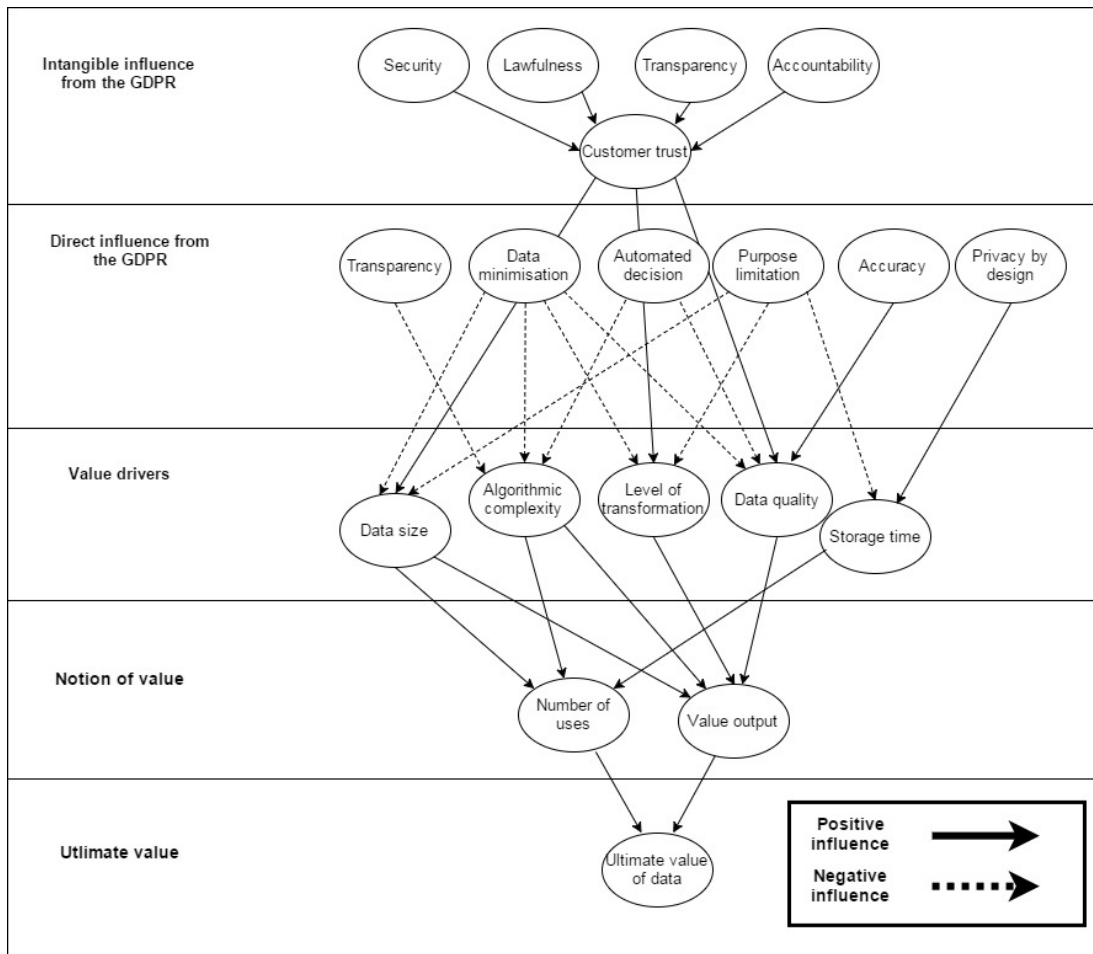 Intangible influence
from the GDPR
Security
Lawfulness
Transparency
Accountability
Customer trust
Direct influence from
the GDPR
Transparency
Data
minimisation
Automated
decision
Purpose
limitation
Accuracy
Privacy by
design
Value drivers
Data size
Algorithmic
complexity
Level of
transformation
Data quality
Storage time
Notion of value
Number of
uses
Value output
Utlimate value
Ultimate value
of data
Positive
influence
Negative
influence